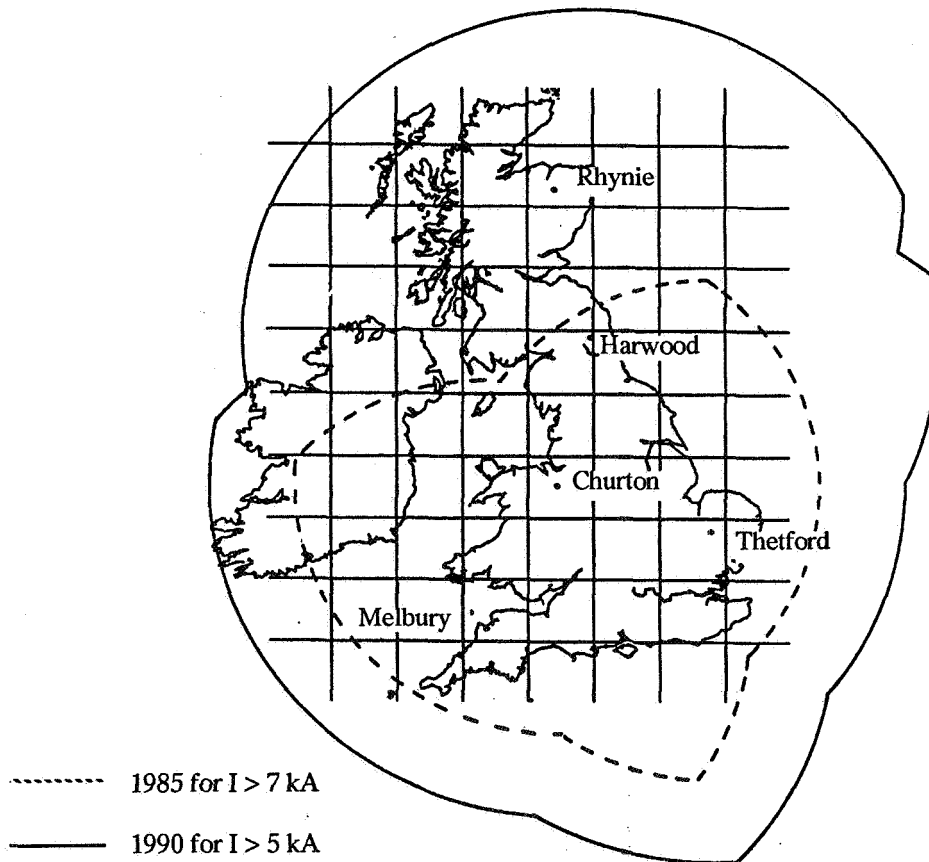 Rhynie
Harwood
Churton
Thetford
Melbury
1985 for I > 7 kA
1990 for I > 5 kA